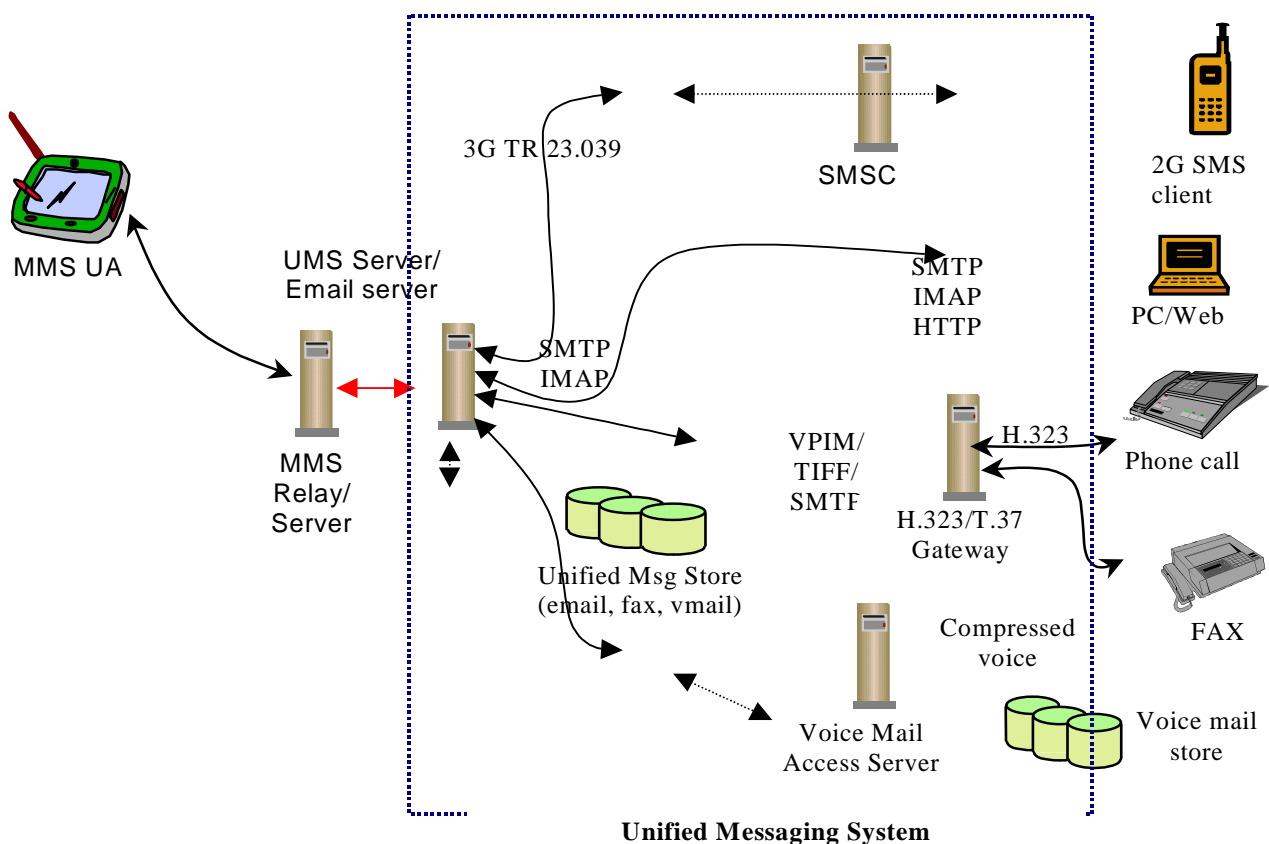 3G TR 23.039
SMSC
2G SMS
client
MMS UA
UMS Server/
Email server
SMTP
IMAP
HTTP
PC/Web
SMTP
IMAP
MMS
Relay/
Server
VPIM/
TIFF/
SMTF
H.323
Phone call
H.323/T.37
Gateway
Unified Msg Store
(email, fax, vmail)
FAX
Compressed
voice
Voice Mail
Access Server
Voice mail
store
Unified Messaging System